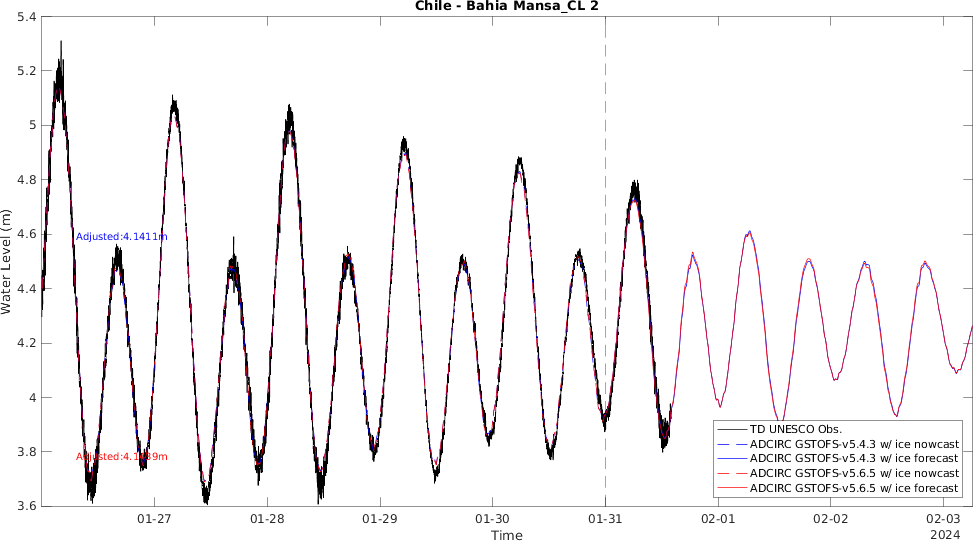 Chile - Bahia Mansa_CL 2
5.4
5.2
5
4.8
4.6
4.4
4.2
4
3.8
3.6
Water Level (m)
Adjusted:4.1411m
TD UNESCO Obs.
ADCIRC GSTOFS-v5.4.3 w/ ice nowcast
ADCIRC GSTOFS-v5.4.3 w/ ice forecast
ADCIRC GSTOFS-v5.6.5 w/ ice nowcast
ADCIRC GSTOFS-v5.6.5 w/ ice forecast
01-27
01-28
01-29
01-30
01-31
02-01
02-02
02-03
Time
2024